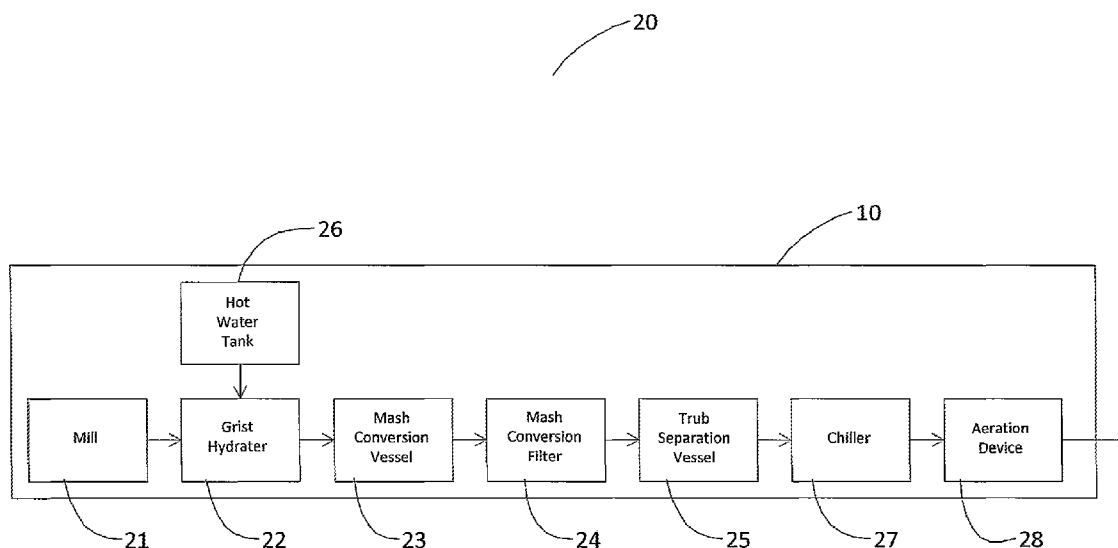 20
10
26
Hot
Water
Tank
Mill
Grist
Hydrater
Mash
Conversion
Vessel
Mash
Conversion
Filter
Trub
Separation
Vessel
Chiller
Aeration
Device
21
22
23
24
25
27
28